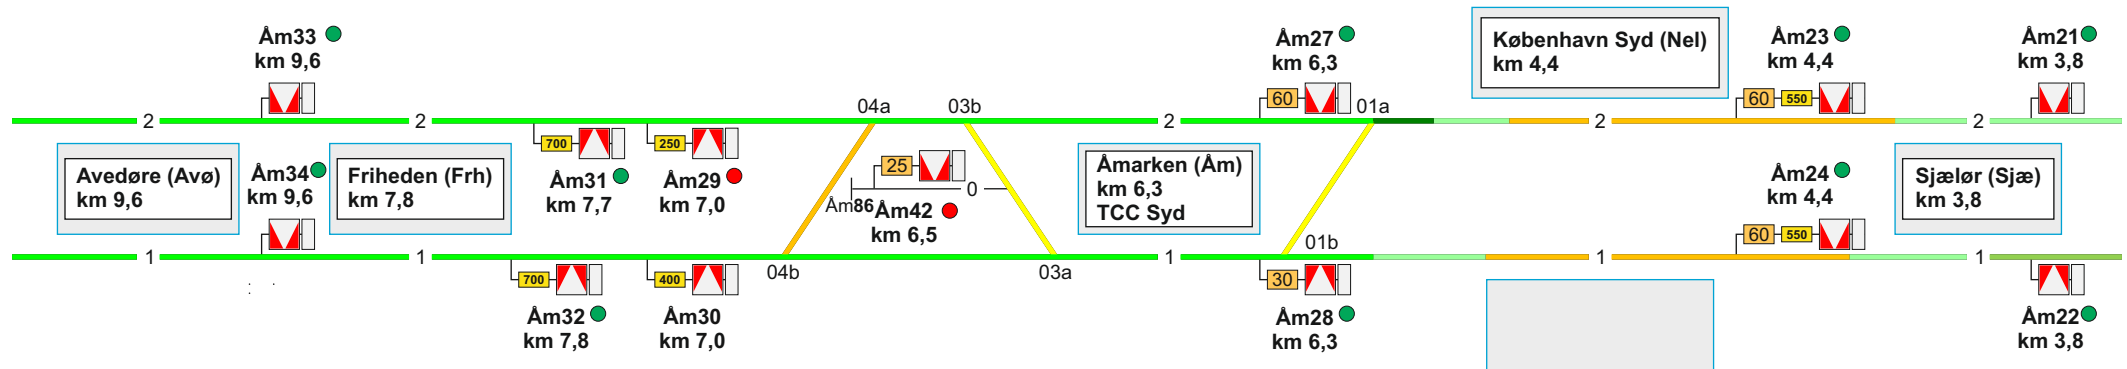 Åm33
km 9,6
Åm27
km 6,3
København Syd (Nel)
km 4,4
Åm23
km 4,4
Åm21
km 3,8
60
60
550
04a
03b
01a
2
2
2
2
2
700
250
Avedøre (Avø)
km 9,6
Åm34
km 9,6
Friheden (Frh)
km 7,8
Åm31
km 7,7
Åm29
km 7,0
25
0
Åm86
Åm42
km 6,5
Åmarken (Åm)
km 6,3
TCC Syd
Åm24
km 4,4
Sjælør (Sjæ)
km 3,8
60
550
01b
1
1
1
1
1
04b
03a
700
400
30
Åm32
km 7,8
Åm30
km 7,0
Åm28
km 6,3
Åm22
km 3,8